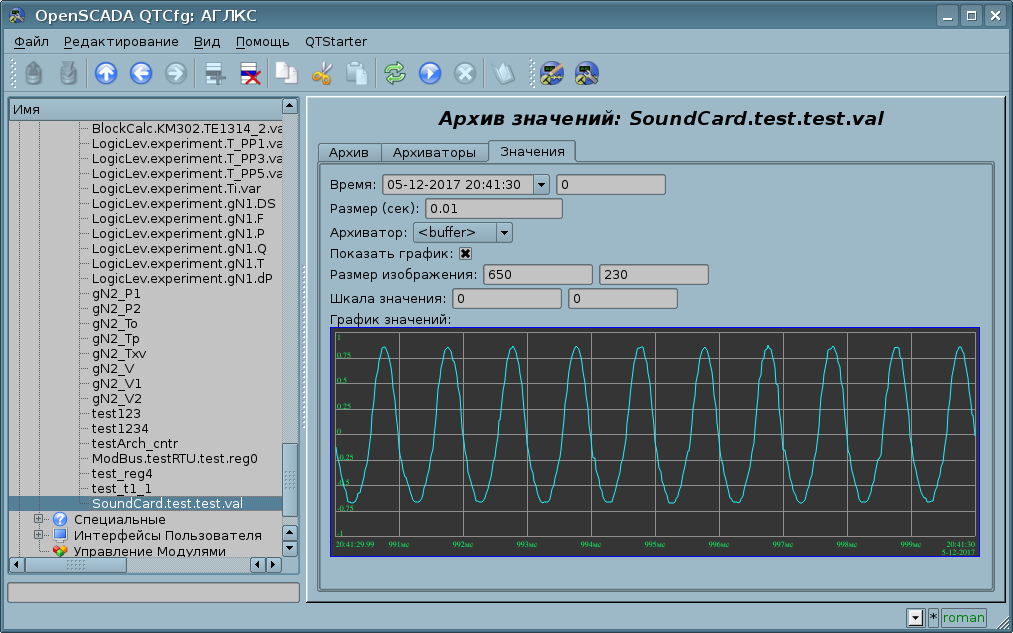 OpenSCADA QTCfg: АГЛКС
Файл Редактирование Вид Помощь QTStarter
Имя
BlockCalc.KM302.TE1314_2.va
LogicLev.experiment.T_PP1.va
LogicLev.experiment.T_PP3.va
LogicLev.experiment.T_PP5.va
LogicLev.experiment.Ti.var
LogicLev.experiment.gN1.DS
LogicLev.experiment.gN1.F
LogicLev.experiment.gN1.P
LogicLev.experiment.gN1.Q
LogicLev.experiment.gN1.T
LogicLev.experiment.gN1.dP
gN2_P1
gN2_P2
gN2_To
gN2_Tp
gN2_Txv
gN2_V
gN2_V1
gN2_V2
test123
test1234
testArch_cntr
ModBus.testRTU.test.reg0
test_reg4
test_t1_1
SoundCard.test.test.val
Специальные
Интерфейсы Пользователя
Управление Модулями
Архив значений: SoundCard.test.test.val
Архив Архиваторы Значения
Время: 05-12-2017 20:41:30 0
Размер (сек): 0.01
Архиватор: <buffer>
Показать график:
Размер изображения: 650 230
Шкала значения: 0 0
График значений:
1
0.75
0.5
0.25
0
-0.25
-0.5
-0.75
-1
20:41:29.99 991мс 992мс 993мс 994мс 995мс 996мс 997мс 998мс 999мс 20:41:30
5-12-2017
* roman